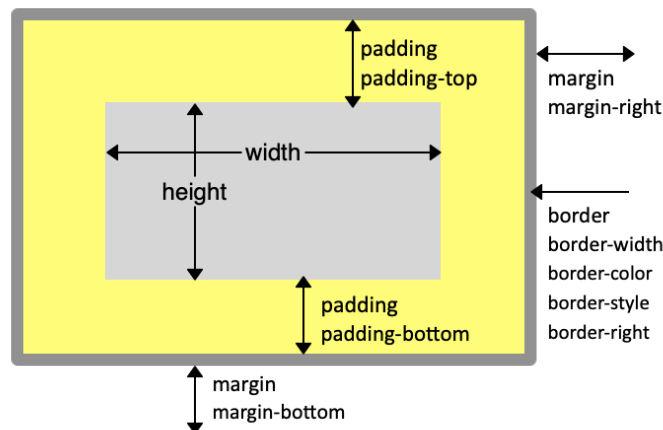 padding
padding-top
margin
margin-right
width
height
border
border-width
border-color
border-style
border-right
padding
padding-bottom
margin
margin-bottom